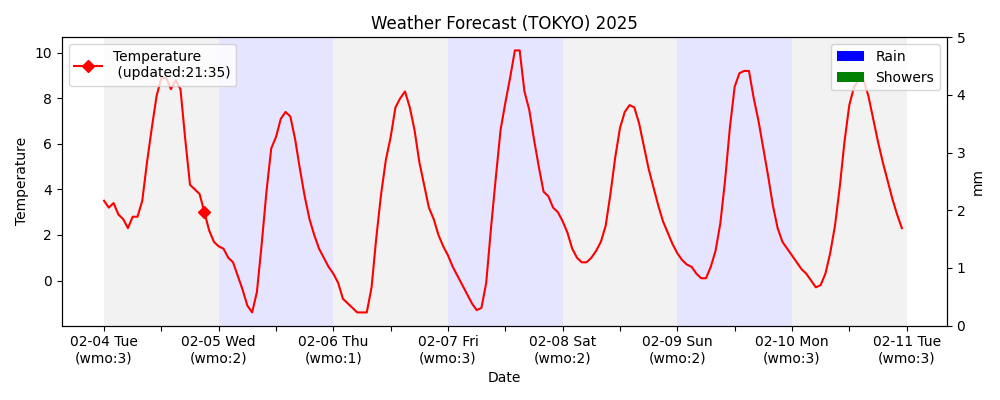 Weather Forecast (TOKYO) 2025
Temperature
(updated:21:35)
Rain
Showers
10
8
6
4
2
0
Temperature
5
4
3
2
1
0
mm
02-04 Tue
(wmo:3)
02-05 Wed
(wmo:2)
02-06 Thu
(wmo:1)
02-07 Fri
(wmo:3)
02-08 Sat
(wmo:2)
02-09 Sun
(wmo:2)
02-10 Mon
(wmo:3)
02-11 Tue
(wmo:3)
Date